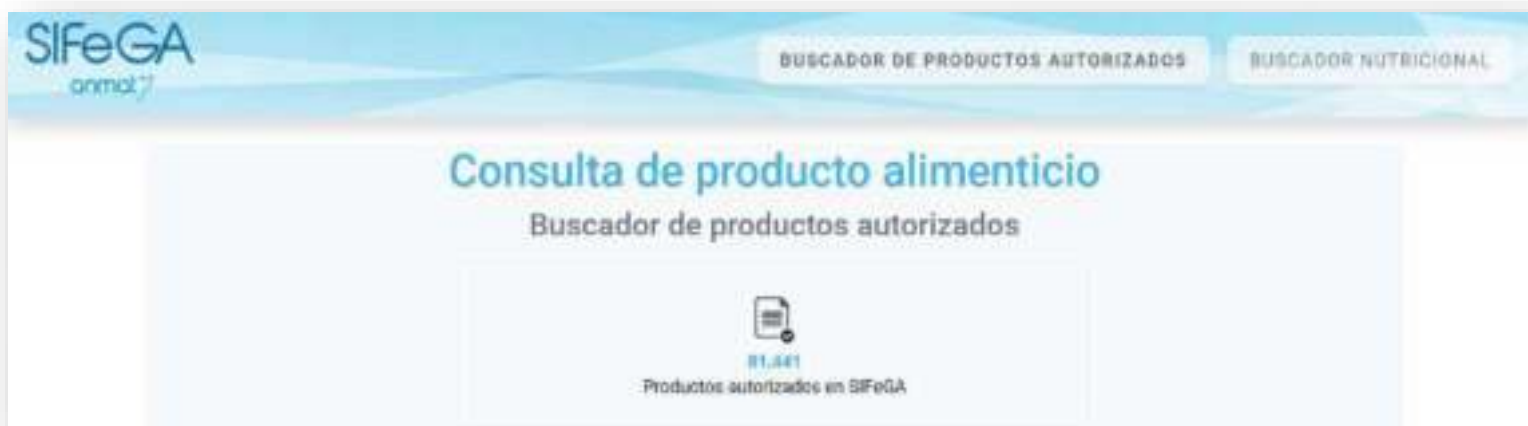 SIFeGA
anmat
BUSCADOR DE PRODUCTOS AUTORIZADOS
BUSCADOR NUTRICIONAL
Consulta de producto alimenticio
Buscador de productos autorizados
Productos autorizados en SIFeGA